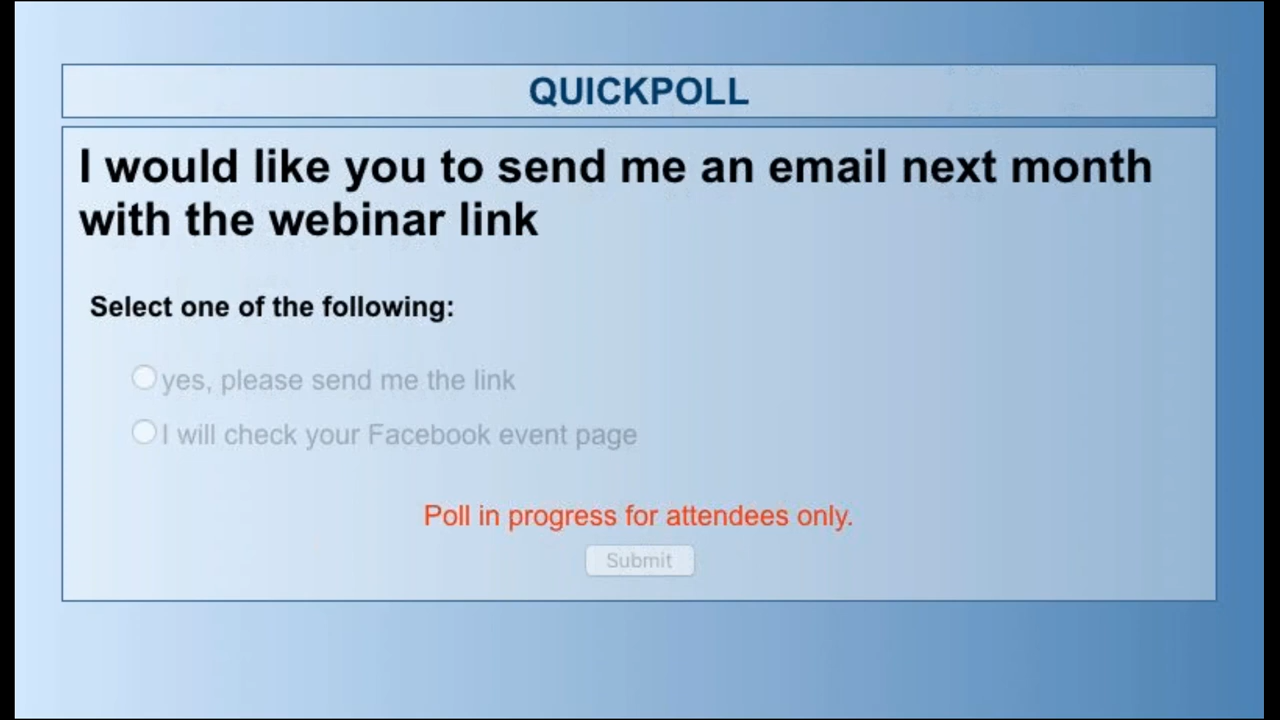 QUICKPOLL
I would like you to send me an email next month
with the webinar link
Select one of the following:
yes, please send me the link
I will check your Facebook event page
Poll in progress for attendees only.
Submit